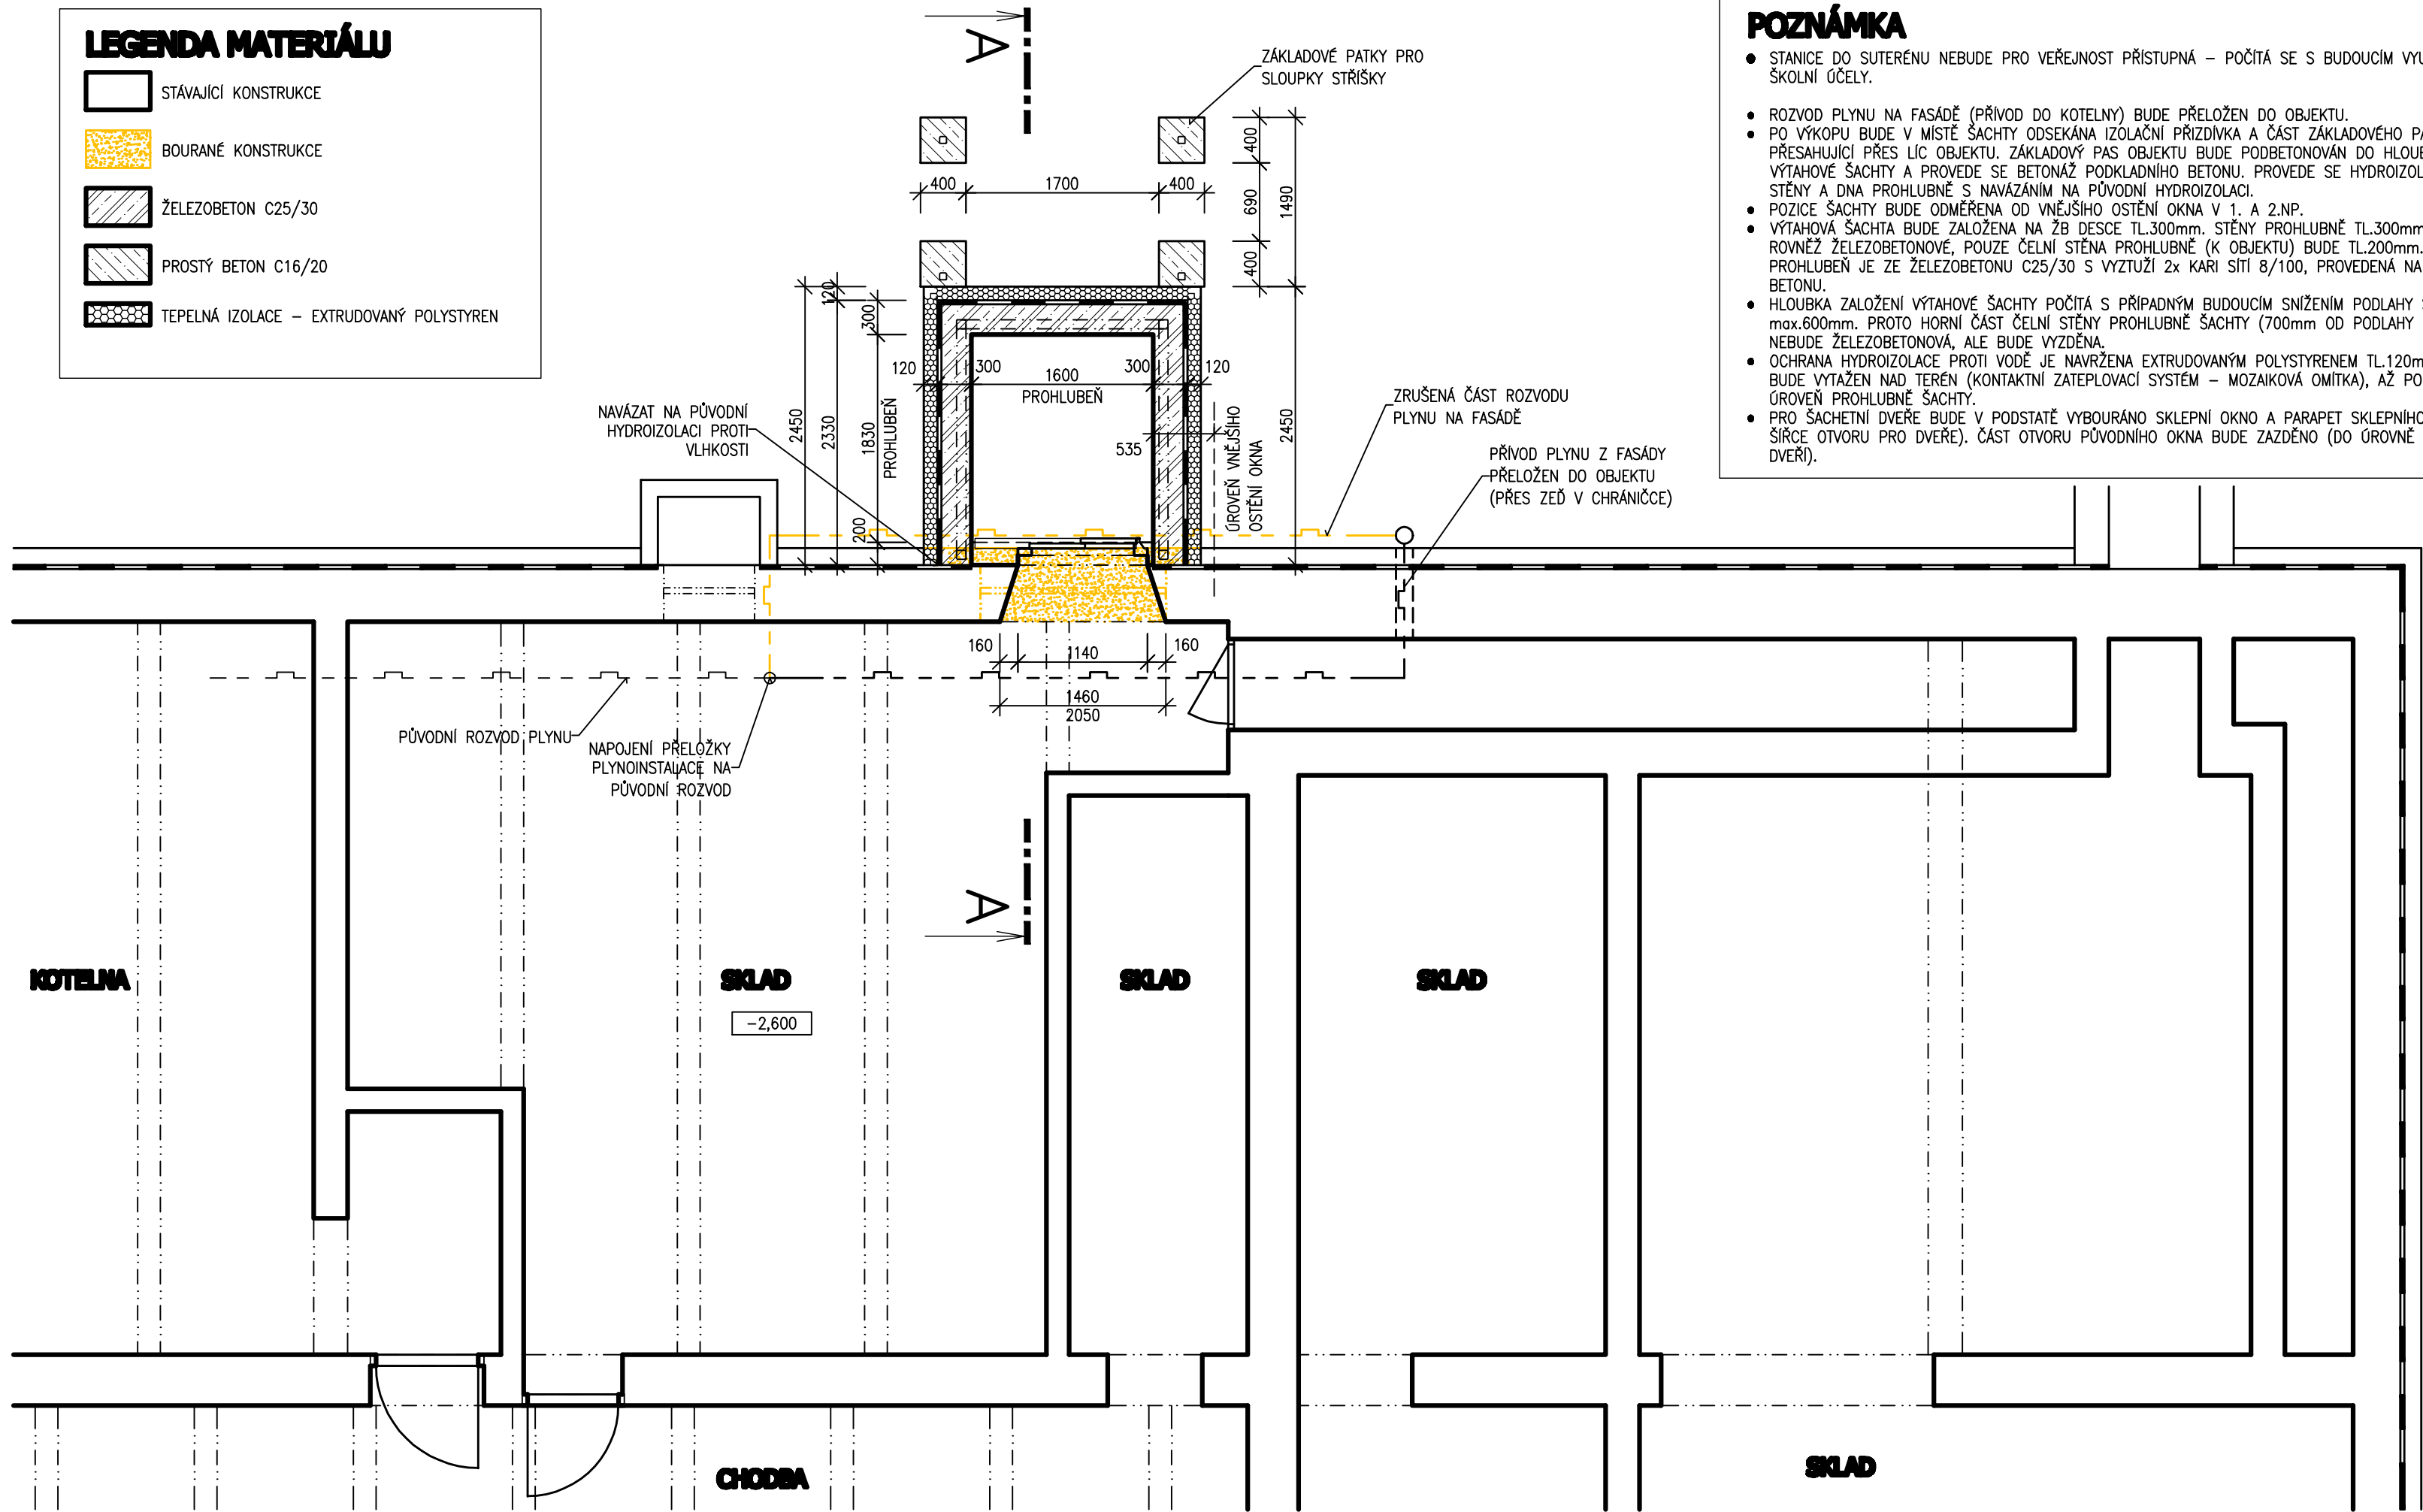 LEGENDA MATERIÁLU
STÁVAJÍCÍ KONSTRUKCE
BOURANÉ KONSTRUKCE
ŽELEZOBETON C25/30
PROSTÝ BETON C16/20
TEPELNÁ IZOLACE – EXTRUDOVANÝ POLYSTYREN
POZNÁMKA
• STANICE DO SUTERÉNU NEBUDE PRO VEŘEJNOST PŘÍSTUPNÁ – POČÍTÁ SE S BUDOUCÍM
ŠKOLNÍ ÚČELY.
• ROZVOD PLYNU NA FASÁDĚ (PŘÍVOD DO KOTELNY) BUDE PŘELOŽEN DO OBJEKTU.
• PO VÝKOPU BUDE V MÍSTĚ ŠACHTY ODSEKÁNA IZOLAČNÍ PŘIZDÍVKA A ČÁST ZÁKLADOVÉHO
PŘESAHUJÍCÍ PŘES LÍC OBJEKTU. ZÁKLADOVÝ PAS OBJEKTU BUDE PODBETONOVÁN DO
VÝTAHOVÉ ŠACHTY A PROVEDE SE BETONÁŽ PODKLADNÍHO BETONU. PROVEDE SE
STĚNY A DNA PROHLUBNĚ S NAVÁZÁNÍM NA PŮVODNÍ HYDROIZOLACI.
• POZICE ŠACHTY BUDE ODMĚŘENA OD VNĚJŠÍHO OSTĚNÍ OKNA V 1. A 2.NP.
• VÝTAHOVÁ ŠACHTA BUDE ZALOŽENA NA ŽB DESCE TL.300mm. STĚNY PROHLUBNĚ TL.300mm
ROVNĚŽ ŽELEZOBETONOVÉ, POUZE ČELNÍ STĚNA PROHLUBNĚ (K OBJEKTU) BUDE TL.200mm.
PROHLUBEŇ JE ZE ŽELEZOBETONU C25/30 S VYZTUŽÍ 2x KARI SÍTÍ 8/100, PROVEDENÁ NA
BETONU.
• HLOUBKA ZALOŽENÍ VÝTAHOVÉ ŠACHTY POČÍTÁ S PŘÍPADNÝM BUDOUCÍM SNÍŽENÍM PODLAHY
max.600mm. PROTO HORNÍ ČÁST ČELNÍ STĚNY PROHLUBNĚ ŠACHTY (700mm OD PODLAHY
NEBUDE ŽELEZOBETONOVÁ, ALE BUDE VYZDĚNA.
• OCHRANA HYDROIZOLACE PROTI VODĚ JE NAVRŽENA EXTRUDOVANÝM POLYSTYRENEM TL.120m
BUDE VYTAŽEN NAD TERÉN (KONTAKTNÍ ZATEPLOVACÍ SYSTÉM – MOZAIKOVÁ OMÍTKA), AŽ PO
ÚROVEŇ PROHLUBNĚ ŠACHTY.
• PRO ŠACHETNÍ DVEŘE BUDE V PODSTATĚ VYBOURÁNO SKLEPNÍ OKNO A PARAPET SKLEPNÍHO
ŠÍŘCE OTVORU PRO DVEŘE). ČÁST OTVORU PŮVODNÍHO OKNA BUDE ZAZDĚNO (DO ÚROVNĚ
DVEŘÍ).
A
ZÁKLADOVÉ PATKY PRO
SLOUPKY STŘÍŠKY
400
1700
400
400
690
400
1490
2450
120
300
2450
2330
1830
PROHLUBEŇ
200
120
300
1600
PROHLUBEŇ
300
120
535
ÚROVEŇ VNĚJŠÍHO
OSTĚNÍ OKNA
NAVÁZAT NA PŮVODNÍ
HYDROIZOLACI PROTI
VLHKOSTI
ZRUŠENÁ ČÁST ROZVODU
PLYNU NA FASÁDĚ
PŘÍVOD PLYNU Z FASÁDY
PŘELOŽEN DO OBJEKTU
(PŘES ZEĎ V CHRÁNIČCE)
160
1140
160
1460
2050
PŮVODNÍ ROZVOD PLYNU
NAPOJENÍ PŘELOŽKY
PLYNOINSTALACE NA
PŮVODNÍ ROZVOD
A
KOTELNA
SKLAD
SKLAD
SKLAD
-2,600
CHODBA
SKLAD